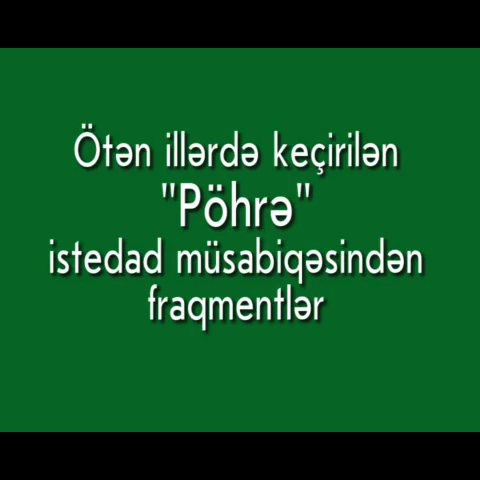 Ötən illərdə keçirilən
"Pöhrə"
istedad müsabiqəsindən
fraqmentlər